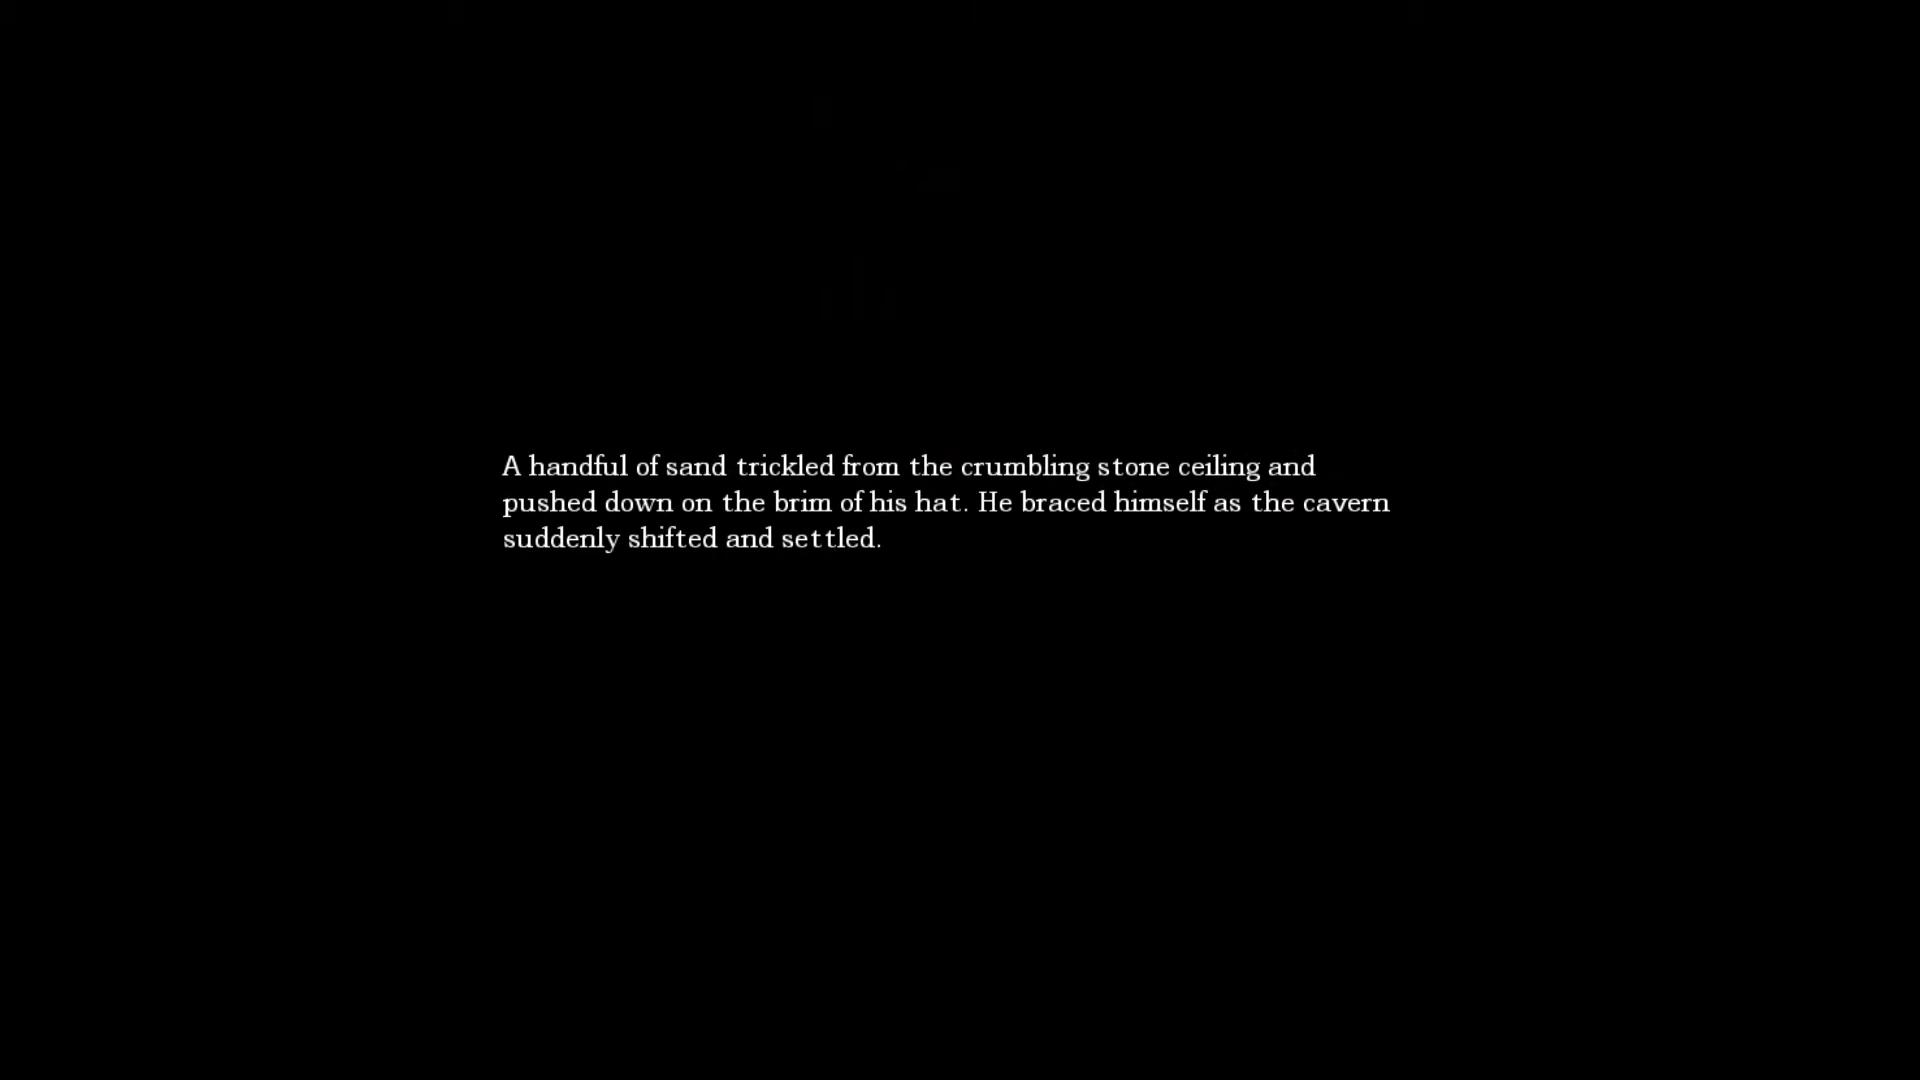 A handful of sand trickled from the crumbling stone ceiling and
pushed down on the brim of his hat. He braced himself as the cavern
suddenly shifted and settled.